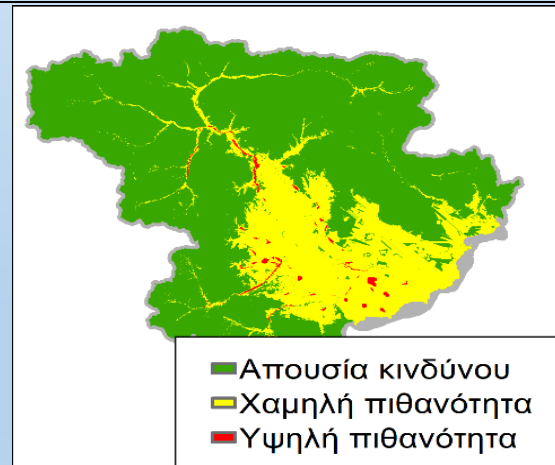 Απουσία κινδύνου
Χαμηλή πιθανότητα
Υψηλή πιθανότητα